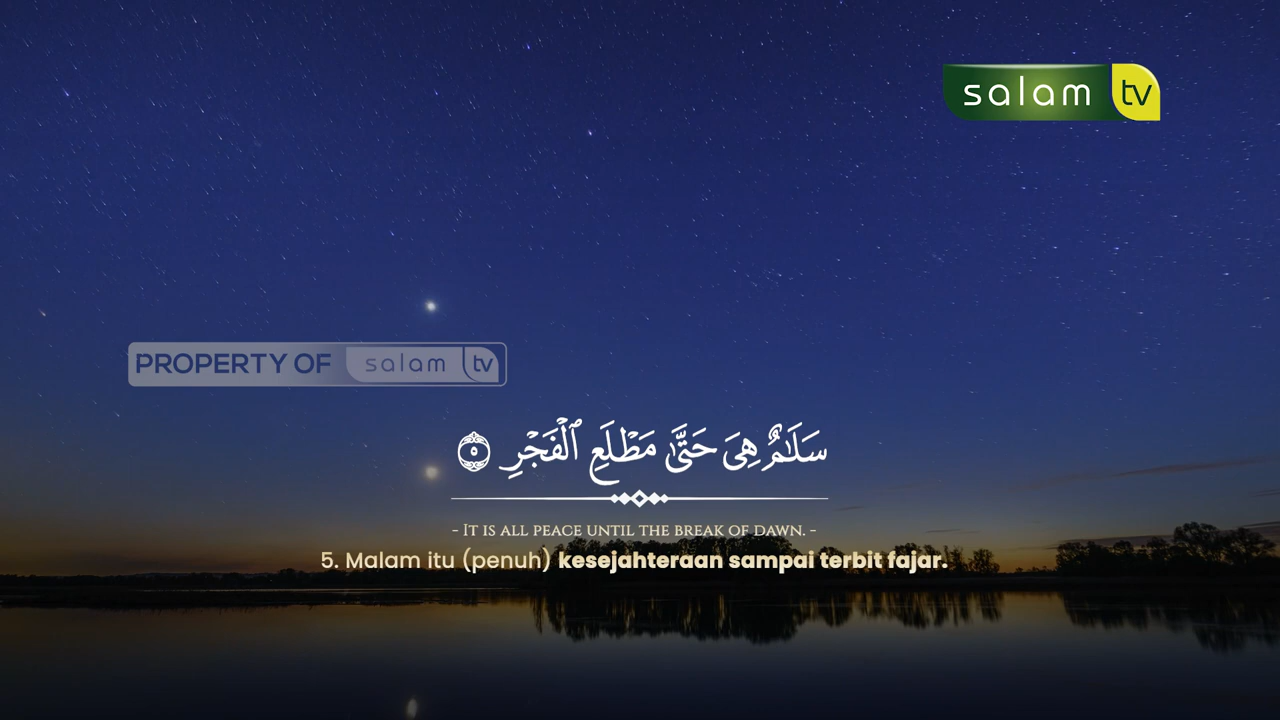 salam tv
PROPERTY OF salam tv
سَلَـٰمٌ هِىَ حَتَّىٰ مَطْلَعِ ٱلْفَجْرِ ٥
- It is all peace until the break of dawn. -
5. Malam itu (penuh) kesejahteraan sampai terbit fajar.